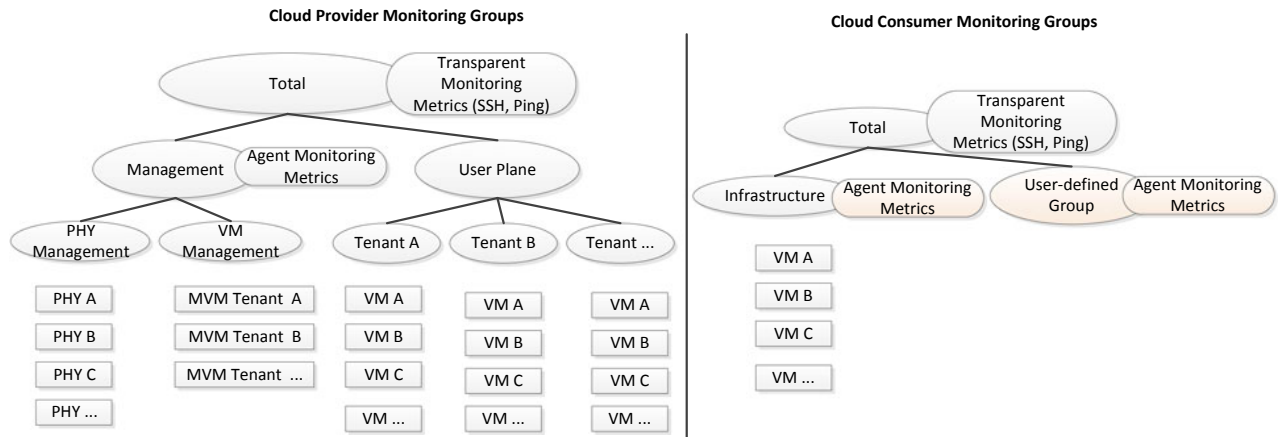 Cloud Provider Monitoring Groups
Total
Transparent
Monitoring
Metrics (SSH, Ping)
Management
Agent Monitoring
Metrics
User Plane
PHY
Management
VM
Management
Tenant A
Tenant B
Tenant ...
PHY A
PHY B
PHY C
PHY ...
MVM Tenant A
MVM Tenant B
MVM Tenant ...
VM A
VM B
VM C
VM ...
VM A
VM B
VM C
VM ...
VM A
VM B
VM C
VM ...
Cloud Consumer Monitoring Groups
Total
Transparent
Monitoring
Metrics (SSH, Ping)
Infrastructure
Agent Monitoring
Metrics
User-defined
Group
Agent Monitoring
Metrics
VM A
VM B
VM C
VM ...